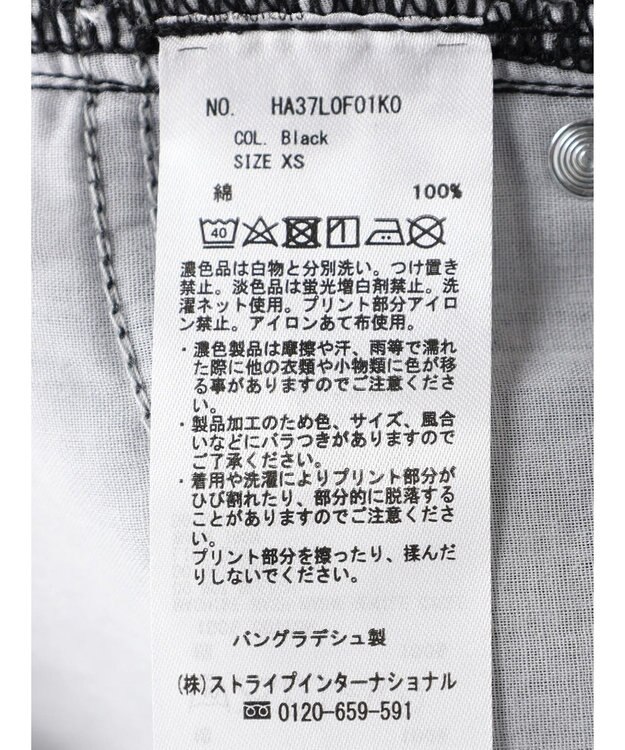 NO. HA37L0F01K0
COL. Black
SIZE XS
綿 100%
40
濃色品は白物と分別洗い。つけ置き
禁止。淡色品は蛍光増白剤禁止。洗
濯ネット使用。プリント部分アイロ
ン禁止。アイロンあて布使用。
・濃色製品は摩擦や汗、雨等で濡れ
た際に他の衣類や小物類に色が移
る事がありますのでご注意くださ
い。
・製品加工のため色、サイズ、風合
いなどにバラつきがありますので
ご了承ください。
・着用や洗濯によりプリント部分が
ひび割れたり、部分的に脱落する
ことがありますのでご注意くださ
い。
プリント部分を擦ったり、揉んだ
りしないでください。
バングラデシュ製
(株)ストライプインターナショナル
0120-659-591